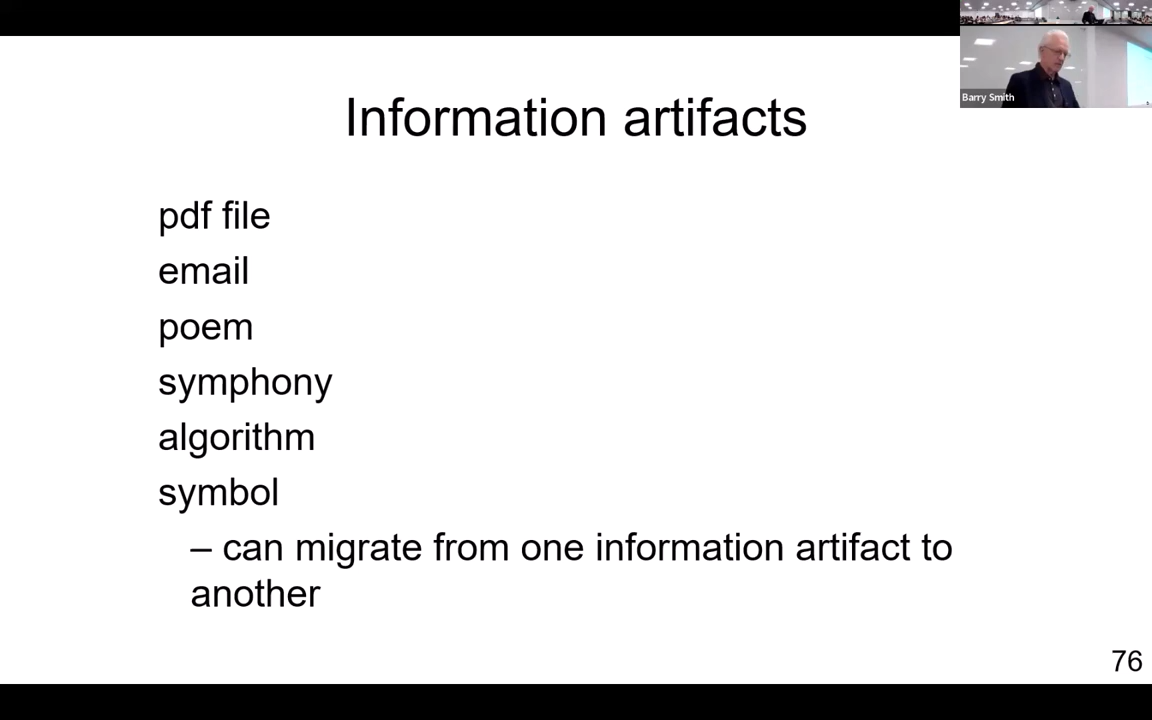 Barry Smith
Information artifacts
pdf file
email
poem
symphony
algorithm
symbol
– can migrate from one information artifact to
another
76